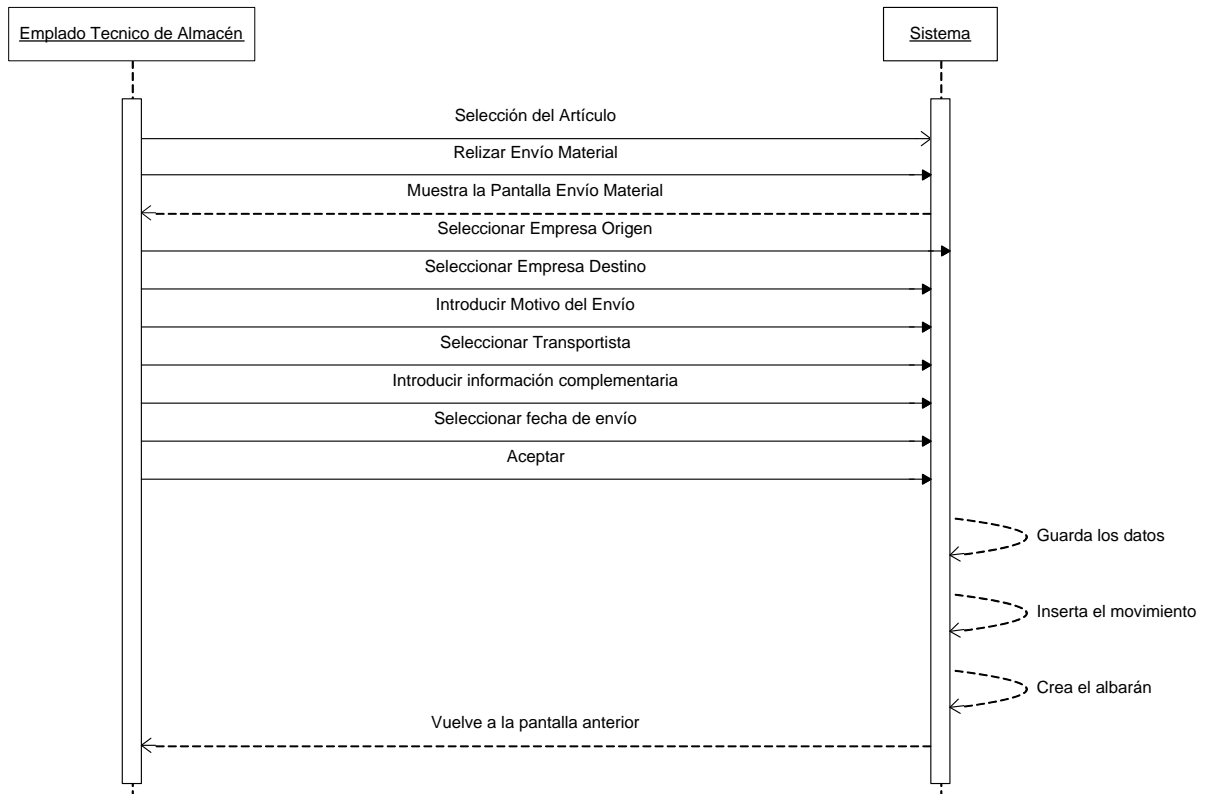 Emplado Tecnico de Almacén
Sistema
Selección del Artículo
Relizar Envío Material
Muestra la Pantalla Envío Material
Seleccionar Empresa Origen
Seleccionar Empresa Destino
Introducir Motivo del Envío
Seleccionar Transportista
Introducir información complementaria
Seleccionar fecha de envío
Aceptar
Guarda los datos
Inserta el movimiento
Crea el albarán
Vuelve a la pantalla anterior